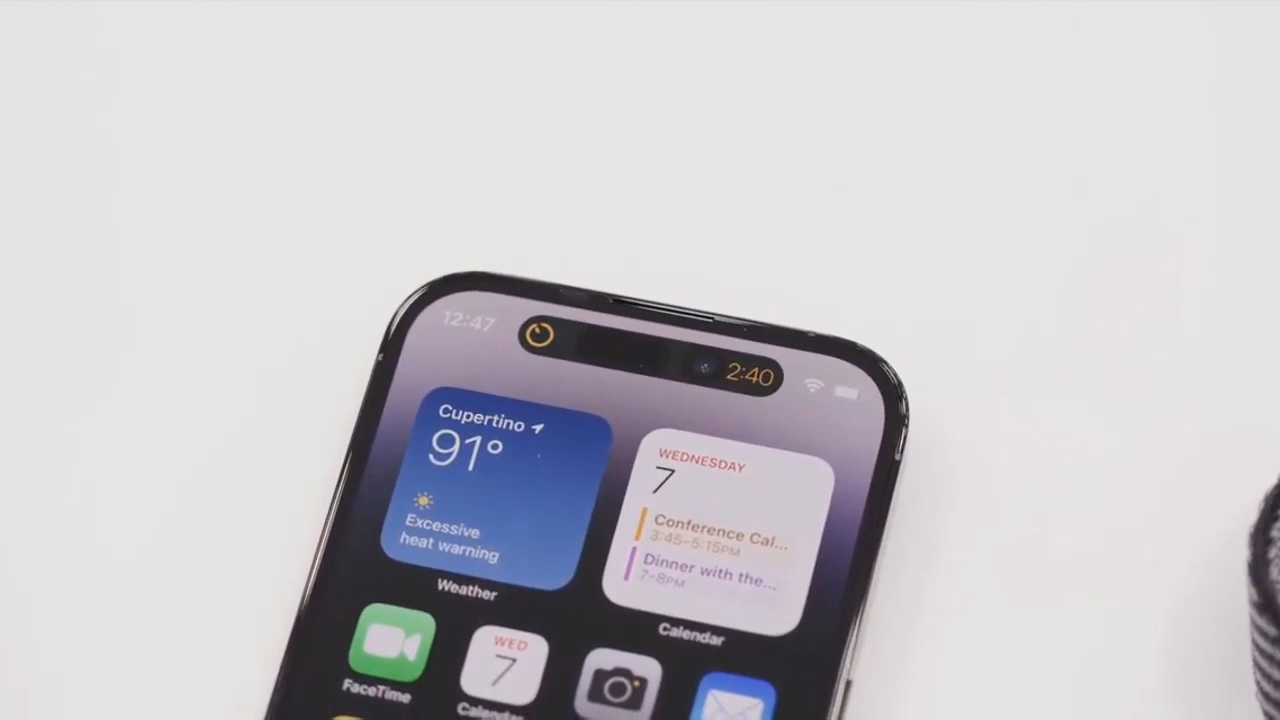 12:47
2:40
Cupertino
91°
Excessive
heat warning
Weather
WEDNESDAY
7
Conference Cal...
3:45–5:15PM
Dinner with the...
7–8PM
Calendar
FaceTime
WED
7
Calendar